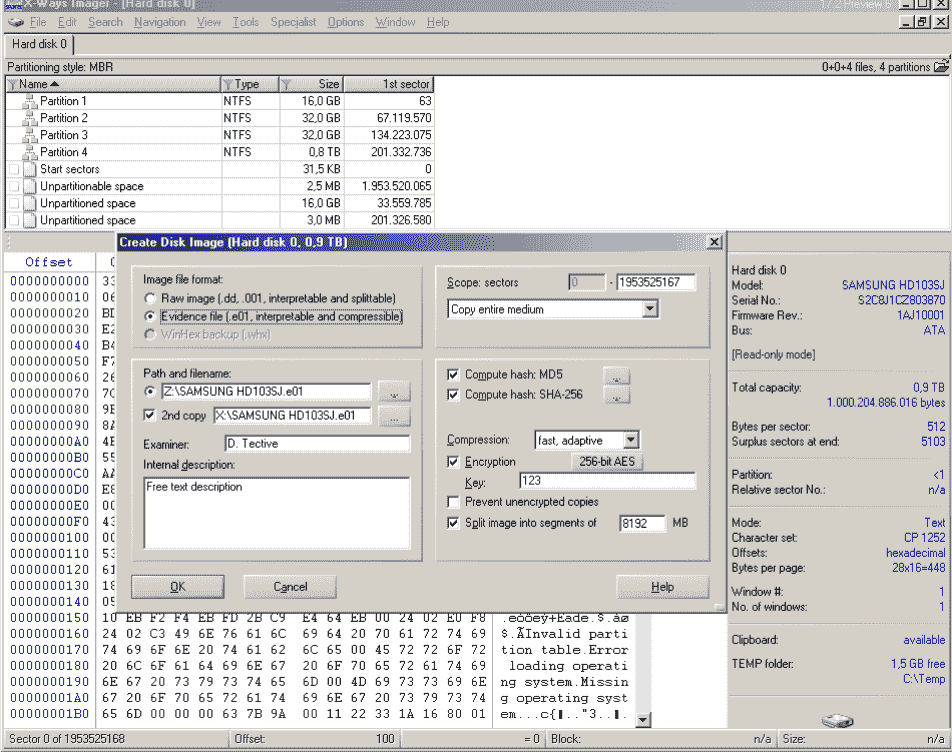 X-Ways Imager - [Hard disk 0] 17.2 Preview 6
File Edit Search Navigation View Tools Specialist Options Window Help
Hard disk 0
Partitioning style: MBR 0+0+4 files, 4 partitions
Name Type Size 1st sector
Partition 1 NTFS 16,0 GB 63
Partition 2 NTFS 32,0 GB 67.119.570
Partition 3 NTFS 32,0 GB 134.223.075
Partition 4 NTFS 0,8 TB 201.332.736
Start sectors 31,5 KB 0
Unpartitionable space 2,5 MB 1.953.520.065
Unpartitioned space 16,0 GB 33.559.785
Unpartitioned space 3,0 MB 201.326.580
Create Disk Image (Hard disk 0, 0,9 TB)
Image file format:
Raw image (.dd, .001, interpretable and splittable)
Evidence file (.e01, interpretable and compressible)
WinHex backup (.whx)
Scope: sectors 0 - 1953525167
Copy entire medium
Path and filename:
Z:\SAMSUNG HD103SJ.e01 ...
2nd copy X:\SAMSUNG HD103SJ.e01 ...
Examiner: D. Tective
Internal description:
Free text description
Compute hash: MD5 ...
Compute hash: SHA-256 ...
Compression: fast, adaptive
Encryption 256-bit AES
Key: 123
Prevent unencrypted copies
Split image into segments of 8192 MB
OK Cancel Help
Offset
0000000000 33
0000000010 06
0000000020 BD
0000000030 E2
0000000040 B4
0000000050 F7
0000000060 26
0000000070 7C
0000000080 9E
0000000090 8A
00000000A0 4E
00000000B0 55
00000000C0 AA
00000000D0 E8
00000000E0 00
00000000F0 43
0000000100 00
0000000110 53
0000000120 61
0000000130 18
0000000140 05
0000000150 10 EB F2 F4 EB FD 2B C9 E4 64 EB 00 24 02 E0 F8
0000000160 24 02 C3 49 6E 76 61 6C 69 64 20 70 61 72 74 69 $.ÃInvalid parti
0000000170 74 69 6F 6E 20 74 61 62 6C 65 00 45 72 72 6F 72 tion table.Error
0000000180 20 6C 6F 61 64 69 6E 67 20 6F 70 65 72 61 74 69 loading operati
0000000190 6E 67 20 73 79 73 74 65 6D 00 4D 69 73 73 69 6E ng system.Missin
00000001A0 67 20 6F 70 65 72 61 74 69 6E 67 20 73 79 73 74 g operating syst
00000001B0 65 6D 00 00 00 63 7B 9A 00 11 22 33 1A 16 80 01
Hard disk 0
Model: SAMSUNG HD103SJ
Serial No.: S2C8J1CZ803870
Firmware Rev.: 1AJ10001
Bus: ATA
[Read-only mode]
Total capacity: 0,9 TB
1.000.204.886.016 bytes
Bytes per sector: 512
Surplus sectors at end: 5103
Partition: <1
Relative sector No.: n/a
Mode: Text
Character set: CP 1252
Offsets: hexadecimal
Bytes per page: 28x16=448
Window #: 1
No. of windows: 1
Clipboard: available
TEMP folder: 1,5 GB free
C:\Temp
Sector 0 of 1953525168 Offset: 100 = 0 Block: n/a Size: n/a